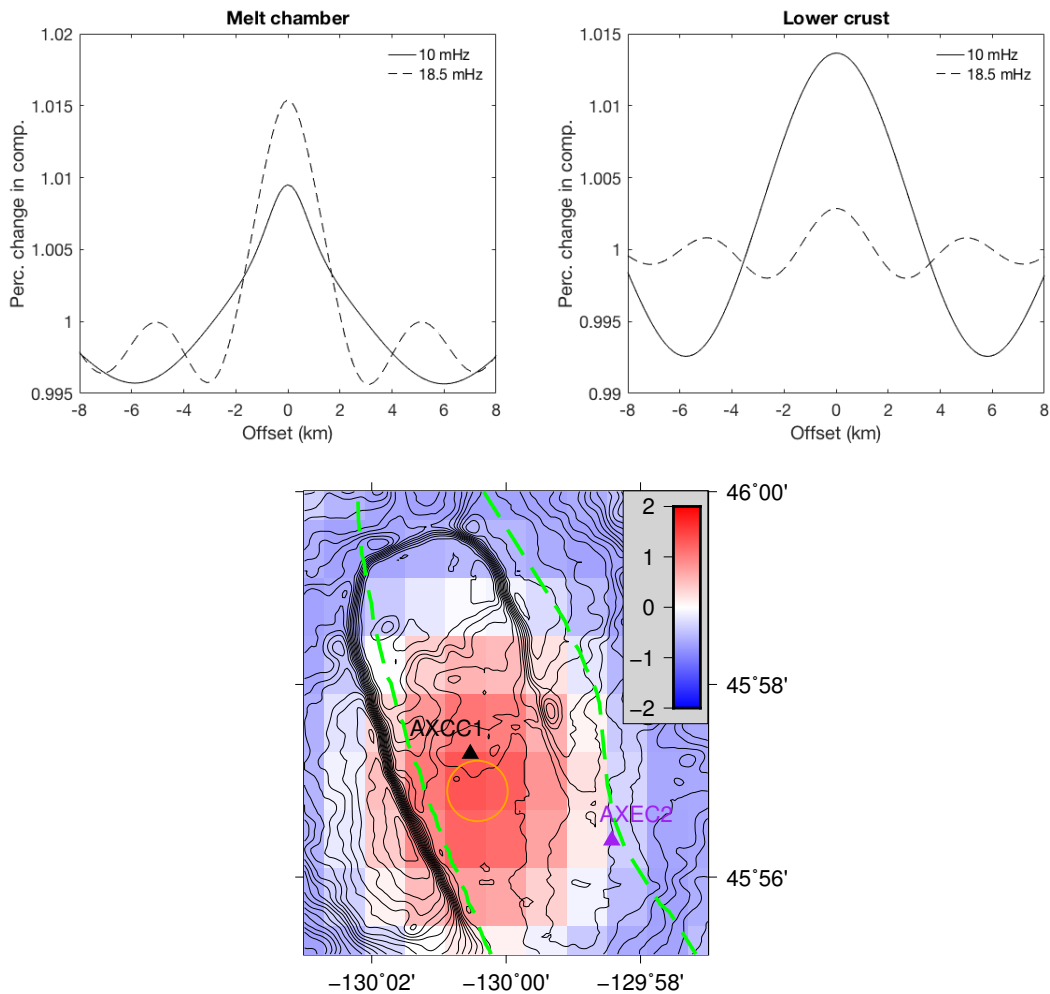 Melt chamber
1.02
1.015
1.01
1.005
1
0.995
-8 -6 -4 -2 0 2 4 6 8
Perc. change in comp.
Offset (km)
10 mHz
18.5 mHz
Lower crust
1.015
1.01
1.005
1
0.995
0.99
-8 -6 -4 -2 0 2 4 6 8
Perc. change in comp.
Offset (km)
10 mHz
18.5 mHz
46°00'
2
1
0
−1
−2
45°58'
AXCC1
AXEC2
45°56'
−130°02' −130°00' −129°58'